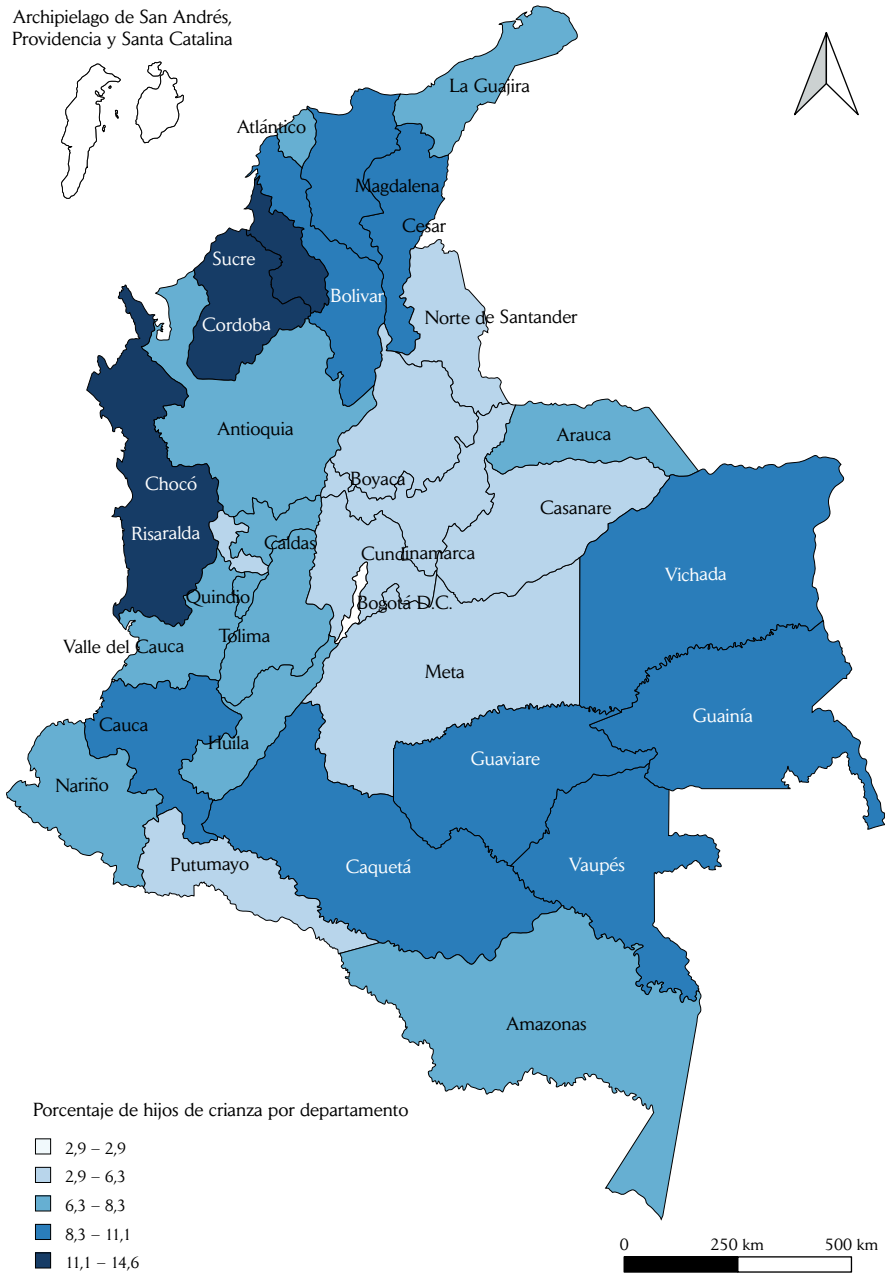 Archipielago de San Andrés,
Providencia y Santa Catalina
La Guajira
Atlántico
Magdalena
Cesar
Sucre
Bolivar
Norte de Santander
Cordoba
Antioquia
Arauca
Boyaca
Chocó
Casanare
Risaralda
Caldas
Cundinamarca
Vichada
Quindio
Bogotá D.C.
Tolima
Valle del Cauca
Meta
Guainía
Cauca
Huila
Guaviare
Nariño
Putumayo
Caquetá
Vaupés
Amazonas
Porcentaje de hijos de crianza por departamento
2,9 – 2,9
2,9 – 6,3
6,3 – 8,3
8,3 – 11,1
11,1 – 14,6
0 250 km 500 km